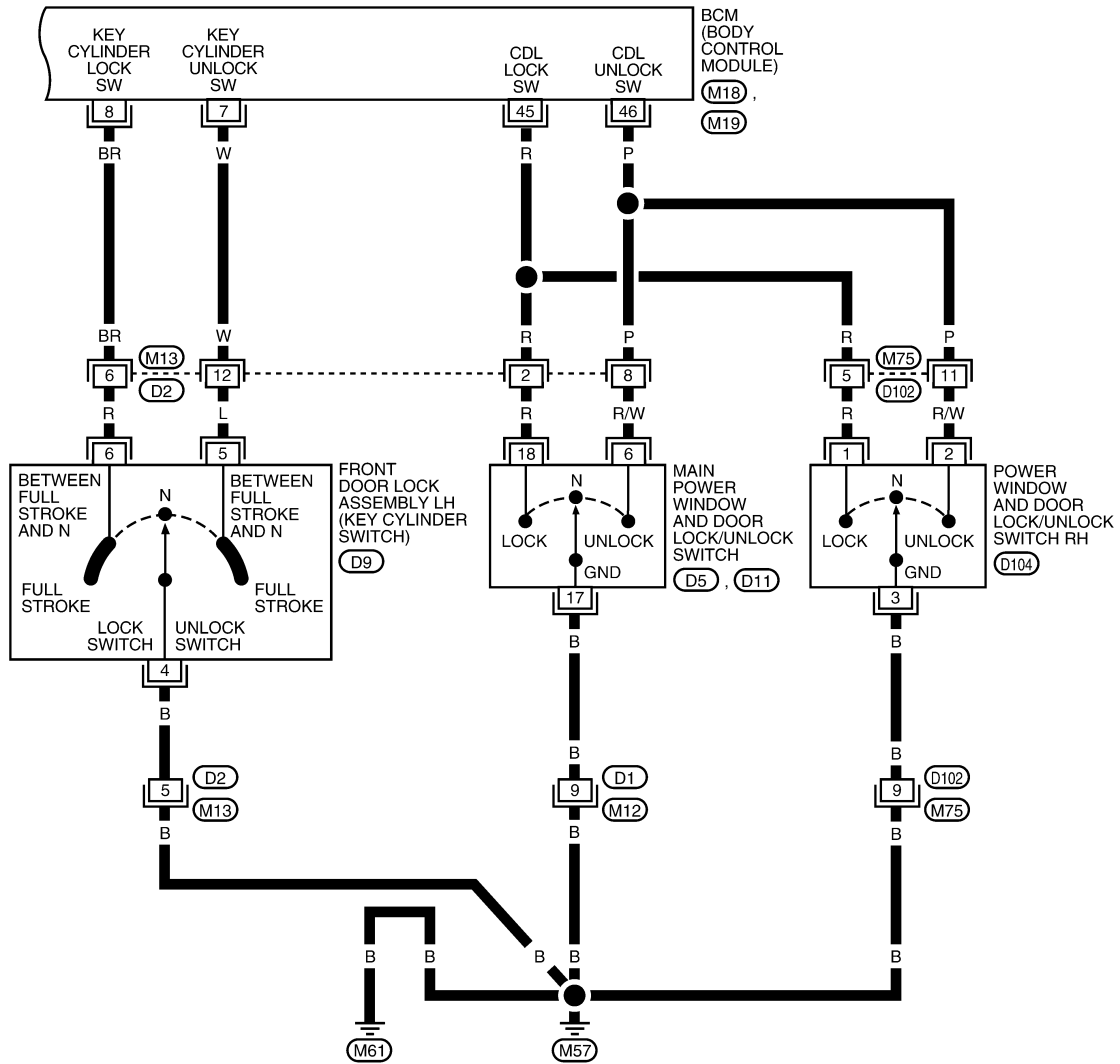 BCM
(BODY
CONTROL
MODULE)
M18 ,
M19
KEY
CYLINDER
LOCK
SW
KEY
CYLINDER
UNLOCK
SW
CDL
LOCK
SW
CDL
UNLOCK
SW
8
7
45
46
BR
W
R
P
BR
W
R
P
R
P
6
M13
D2
12
2
8
5
M75
D102
11
R
L
R
R/W
R
R/W
6
5
18
6
1
2
BETWEEN
FULL
STROKE
AND N
N
BETWEEN
FULL
STROKE
AND N
FULL
STROKE
FULL
STROKE
LOCK
SWITCH
UNLOCK
SWITCH
FRONT
DOOR LOCK
ASSEMBLY LH
(KEY CYLINDER
SWITCH)
D9
N
LOCK
UNLOCK
GND
MAIN
POWER
WINDOW
AND DOOR
LOCK/UNLOCK
SWITCH
D5 , D11
N
LOCK
UNLOCK
GND
POWER
WINDOW
AND DOOR
LOCK/UNLOCK
SWITCH RH
D104
4
17
3
B
B
B
B
B
5
D2
M13
9
D1
M12
9
D102
M75
B
B
B
B
B
B
B
B
M61
M57